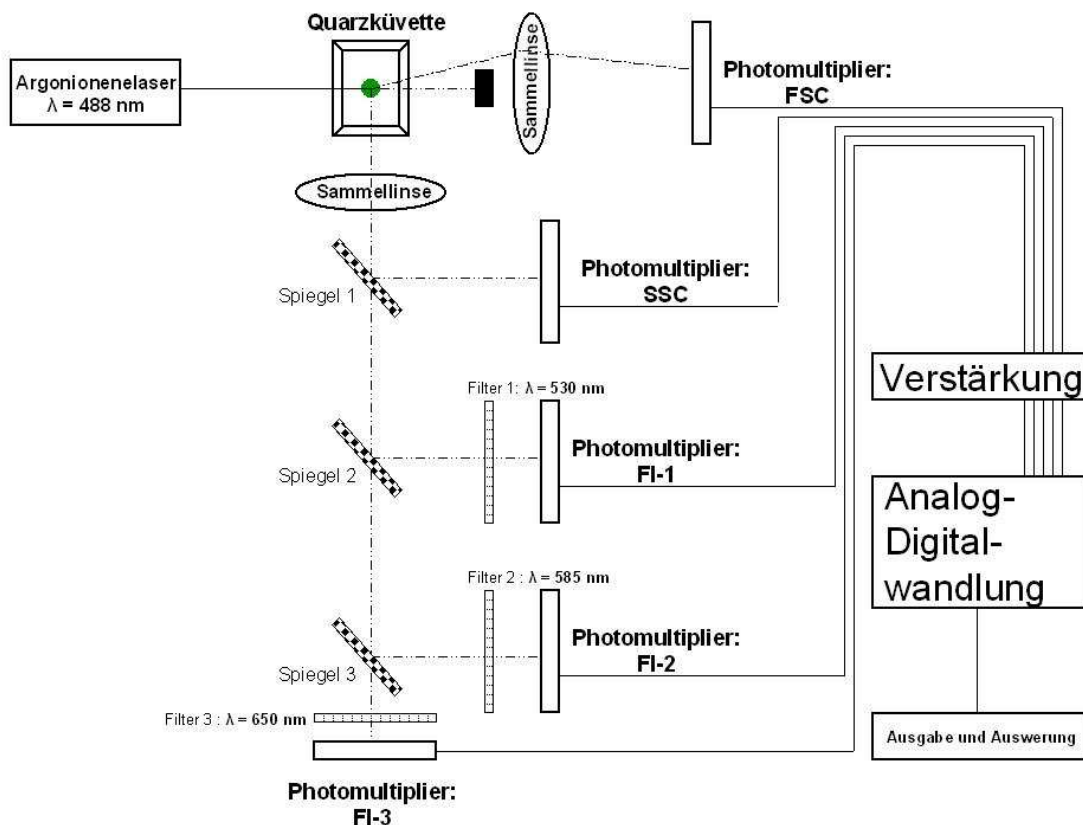 Quarzküvette
Argonionenelaser
λ = 488 nm
Sammellinse
Photomultiplier:
FSC
Sammellinse
Spiegel 1
Photomultiplier:
SSC
Verstärkung
Filter 1: λ = 530 nm
Spiegel 2
Photomultiplier:
Fl-1
Analog-
Digital-
wandlung
Filter 2 : λ = 585 nm
Spiegel 3
Photomultiplier:
Fl-2
Filter 3 : λ = 650 nm
Ausgabe und Auswerung
Photomultiplier:
Fl-3